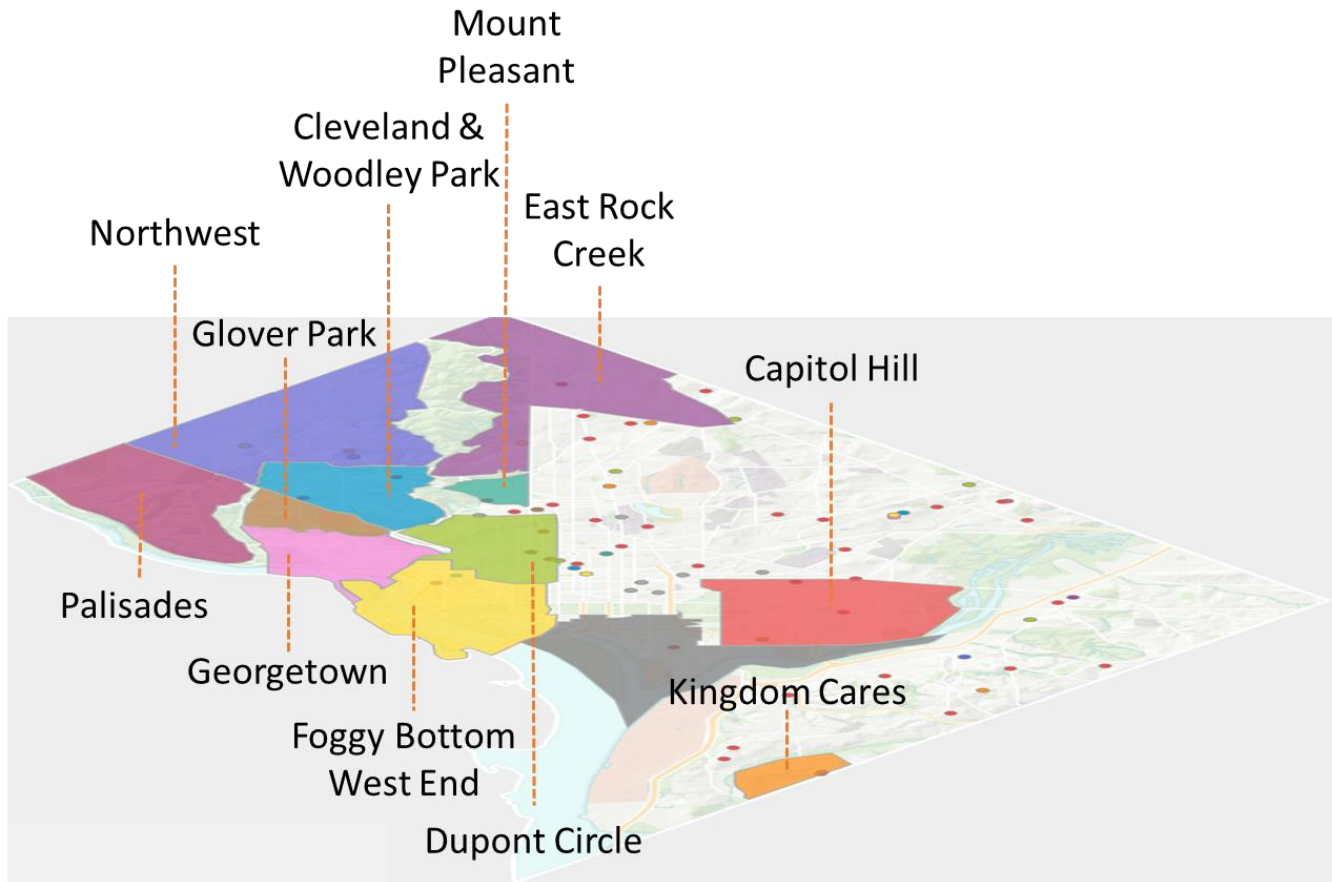 Mount
Pleasant
Cleveland &
Woodley Park
East Rock
Creek
Northwest
Glover Park
Capitol Hill
Palisades
Georgetown
Kingdom Cares
Foggy Bottom
West End
Dupont Circle